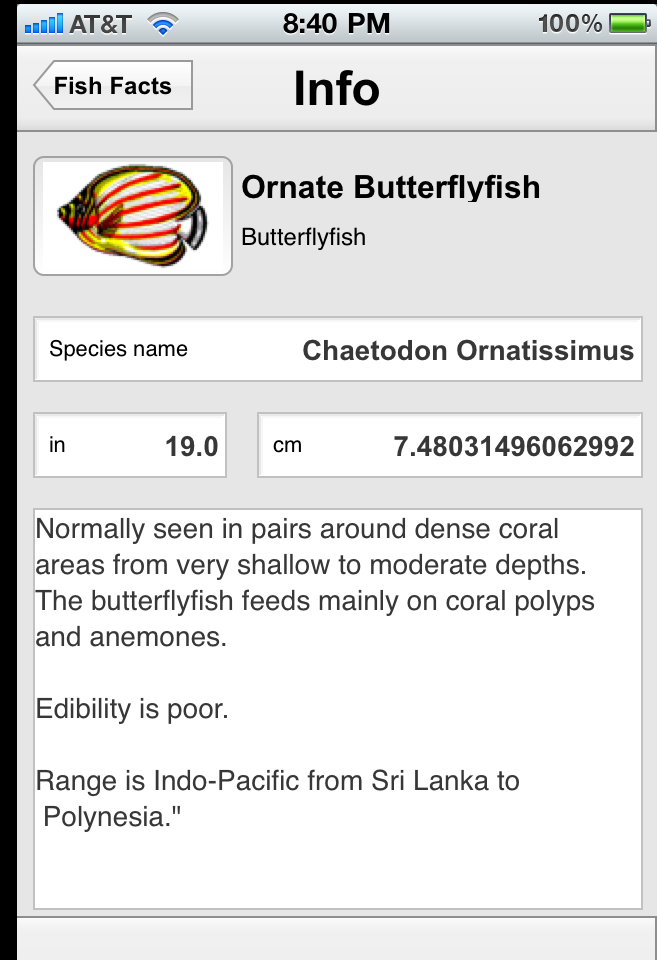 AT&T 8:40 PM 100%
Fish Facts Info
Ornate Butterflyfish
Butterflyfish
Species name Chaetodon Ornatissimus
in 19.0 cm 7.48031496062992
Normally seen in pairs around dense coral
areas from very shallow to moderate depths.
The butterflyfish feeds mainly on coral polyps
and anemones.
Edibility is poor.
Range is Indo-Pacific from Sri Lanka to
Polynesia."